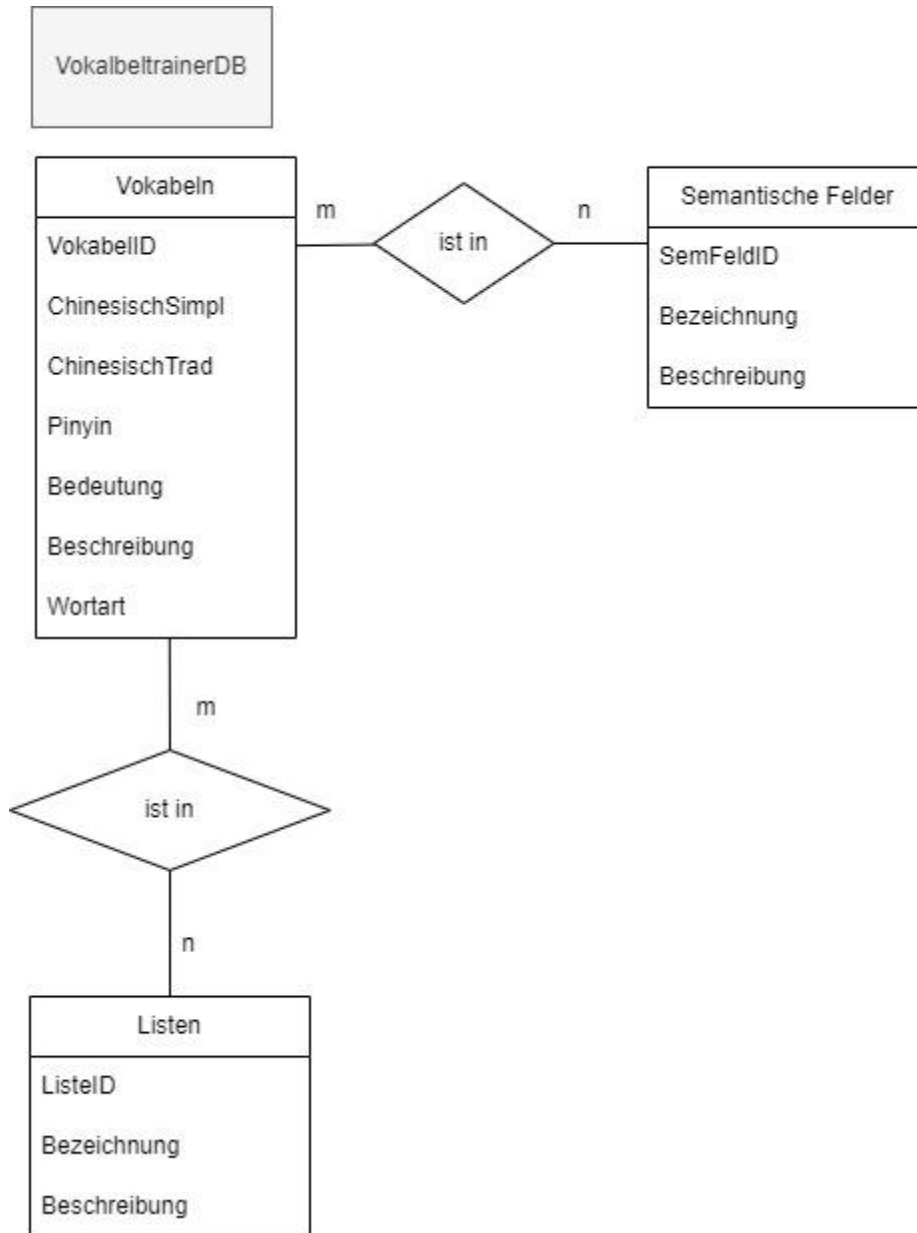 VokalbeltrainerDB
Vokabeln
VokabelID
ChinesischSimpl
ChinesischTrad
Pinyin
Bedeutung
Beschreibung
Wortart
m
ist in
n
Semantische Felder
SemFeldID
Bezeichnung
Beschreibung
m
ist in
n
Listen
ListeID
Bezeichnung
Beschreibung